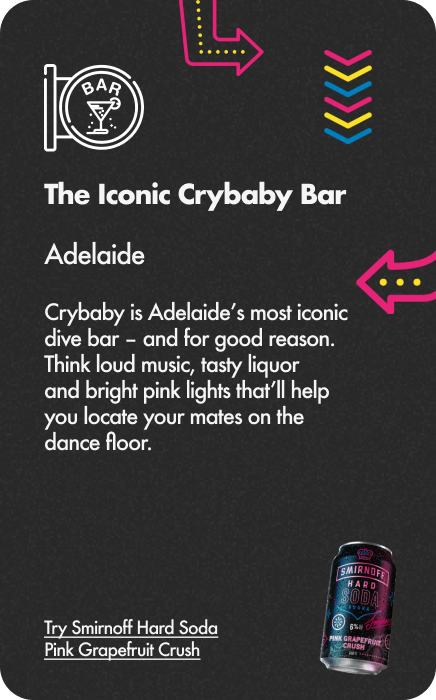 BAR
The Iconic Crybaby Bar
Adelaide
Crybaby is Adelaide’s most iconic
dive bar – and for good reason.
Think loud music, tasty liquor
and bright pink lights that’ll help
you locate your mates on the
dance floor.
SMIRNOFF
HARD
SODA
VODKA
PINK GRAPEFRUIT
CRUSH
Try Smirnoff Hard Soda
Pink Grapefruit Crush